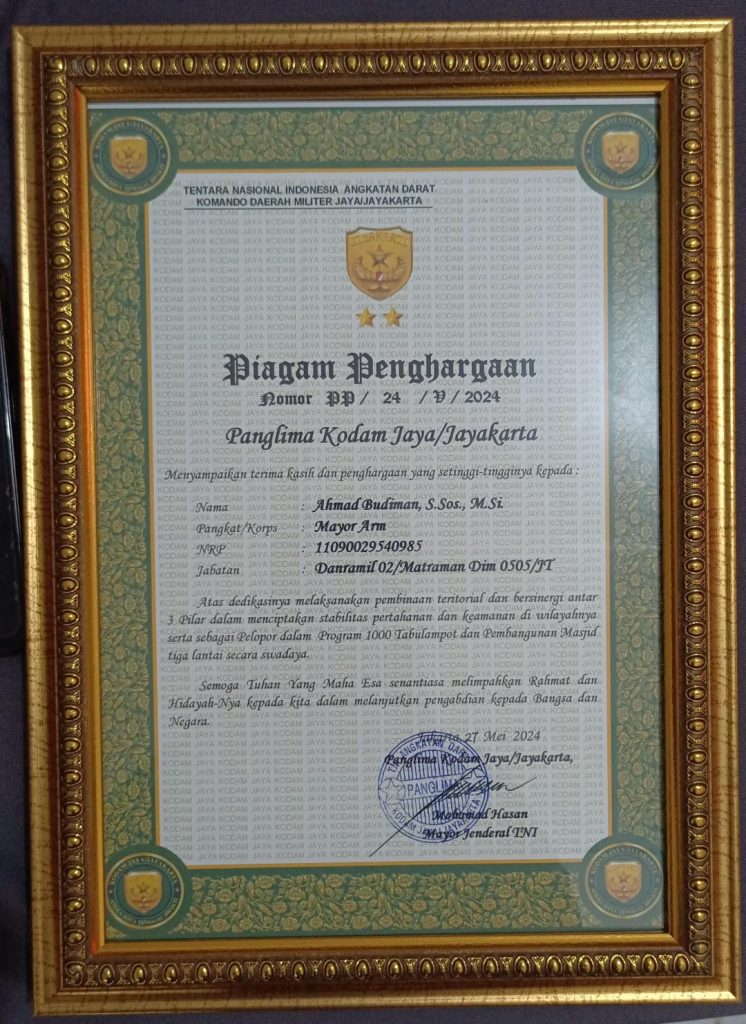 TENTARA NASIONAL INDONESIA ANGKATAN DARAT
KOMANDO DAERAH MILITER JAYA/JAYAKARTA
Piagam Penghargaan
Nomor PP / 24 / V / 2024
Panglima Kodam Jaya/Jayakarta
Menyampaikan terima kasih dan penghargaan yang setinggi-tingginya kepada :
Nama : Ahmad Budiman, S.Sos., M.Si.
Pangkat/Korps : Mayor Arm
NRP : 11090029540985
Jabatan : Danramil 02/Matraman Dim 0505/JT
Atas dedikasinya melaksanakan pembinaan teritorial dan bersinergi antar
3 Pilar dalam menciptakan stabilitas pertahanan dan keamanan di wilayahnya
serta sebagai Pelopor dalam Program 1000 Tabulampot dan Pembangunan Masjid
tiga lantai secara swadaya.
Semoga Tuhan Yang Maha Esa senantiasa melimpahkan Rahmat dan
Hidayah-Nya kepada kita dalam melanjutkan pengabdian kepada Bangsa dan
Negara.
Jakarta 27 Mei 2024
Panglima Kodam Jaya/Jayakarta,
PANGLIMA
Mohamad Hasan
Mayor Jenderal TNI